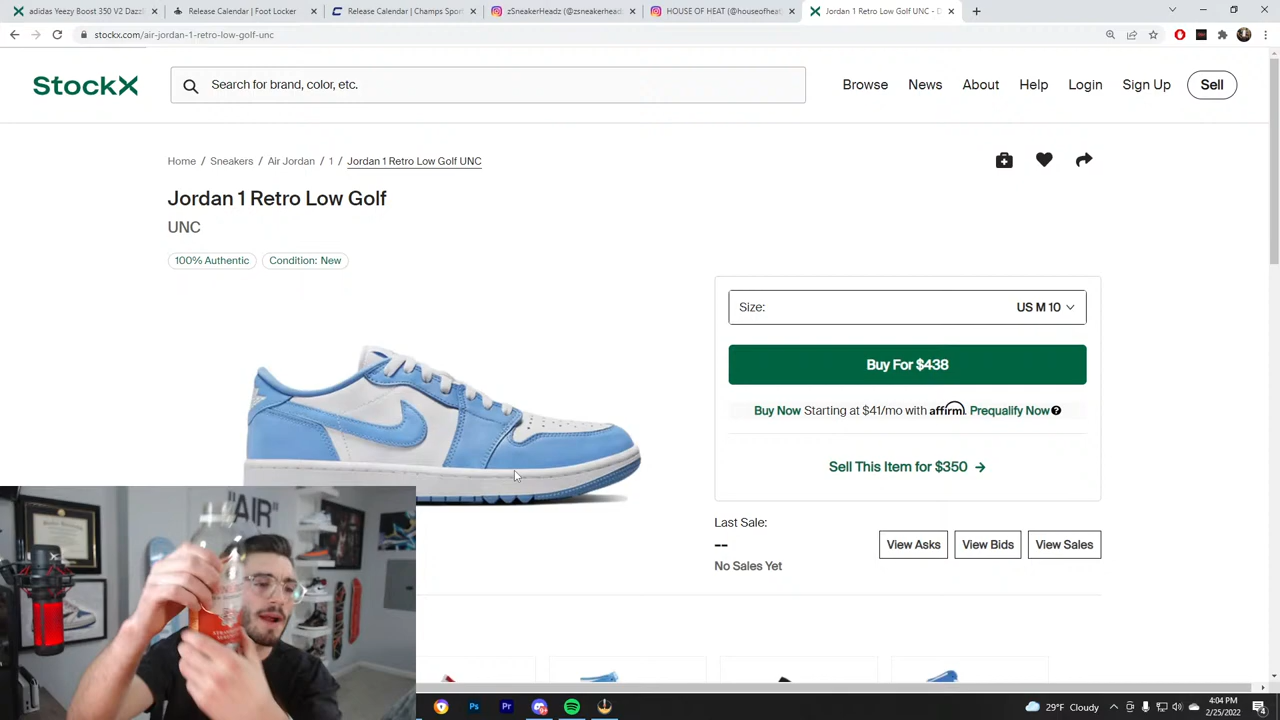 adidas Yeezy Boost 350 V2 Dazz
Release Calendar | Foot Locker
Release Calendar | Champs Sport
zSneakerHeadz (@zsneakerheadz
HOUSE OF HEAT (@houseofheat
Jordan 1 Retro Low Golf UNC - D
stockx.com/air-jordan-1-retro-low-golf-unc
StockX
Search for brand, color, etc.
Browse News About Help Login Sign Up Sell
Home / Sneakers / Air Jordan / 1 / Jordan 1 Retro Low Golf UNC
Jordan 1 Retro Low Golf
UNC
100% Authentic Condition: New
Size: US M 10
Buy For $438
Buy Now Starting at $41/mo with affirm. Prequalify Now ?
Sell This Item for $350 →
Last Sale:
--
No Sales Yet
View Asks View Bids View Sales
"AIR"
Ps
Pr
29°F Cloudy
4:04 PM
2/25/2022
4